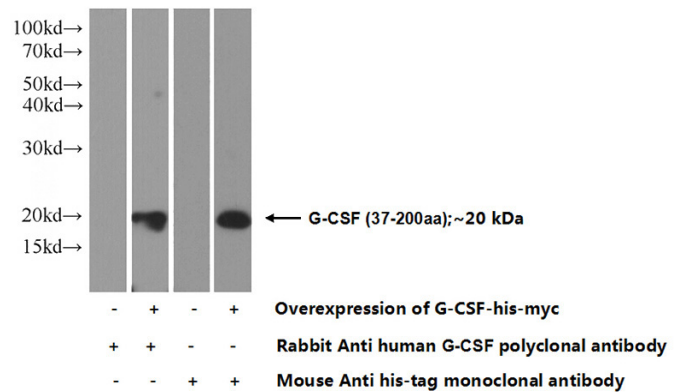 100kd→
70kd→
50kd→
40kd→
30kd→
20kd→
15kd→
G-CSF (37-200aa);~20 kDa
- + - + Overexpression of G-CSF-his-myc
+ + - - Rabbit Anti human G-CSF polyclonal antibody
- - + + Mouse Anti his-tag monoclonal antibody